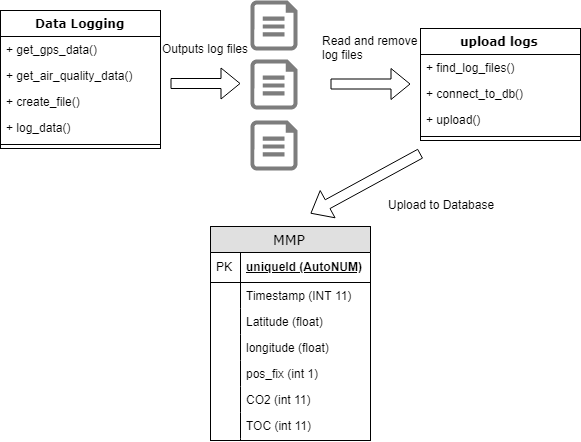 Data Logging
+ get_gps_data()
+ get_air_quality_data()
+ create_file()
+ log_data()
Outputs log files
Read and remove
log files
upload logs
+ find_log_files()
+ connect_to_db()
+ upload()
Upload to Database
MMP
PK uniqueId (AutoNUM)
Timestamp (INT 11)
Latitude (float)
longitude (float)
pos_fix (int 1)
CO2 (int 11)
TOC (int 11)